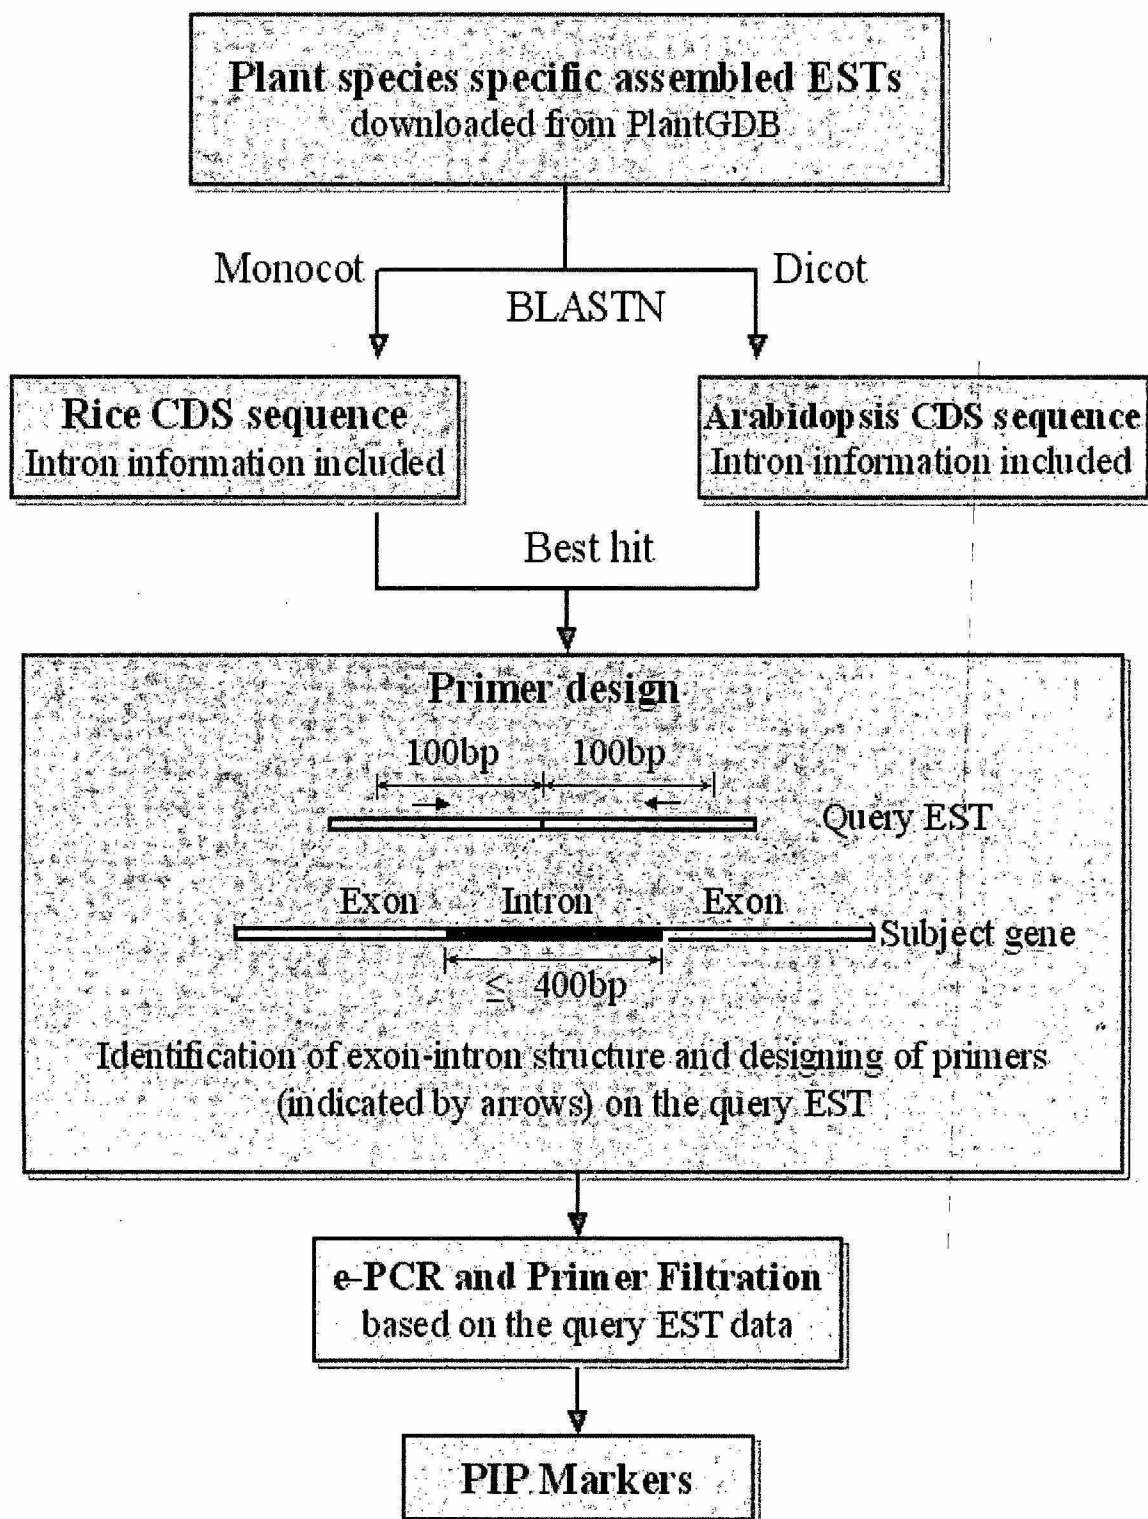 Plant species specific assembled ESTs
downloaded from PlantGDB
Monocot
Dicot
BLASTN
Rice CDS sequence
Intron information included
Arabidopsis CDS sequence
Intron information included
Best hit
Primer design
100bp 100bp
Query EST
Exon Intron Exon
Subject gene
≤ 400bp
Identification of exon-intron structure and designing of primers
(indicated by arrows) on the query EST
e-PCR and Primer Filtration
based on the query EST data
PIP Markers